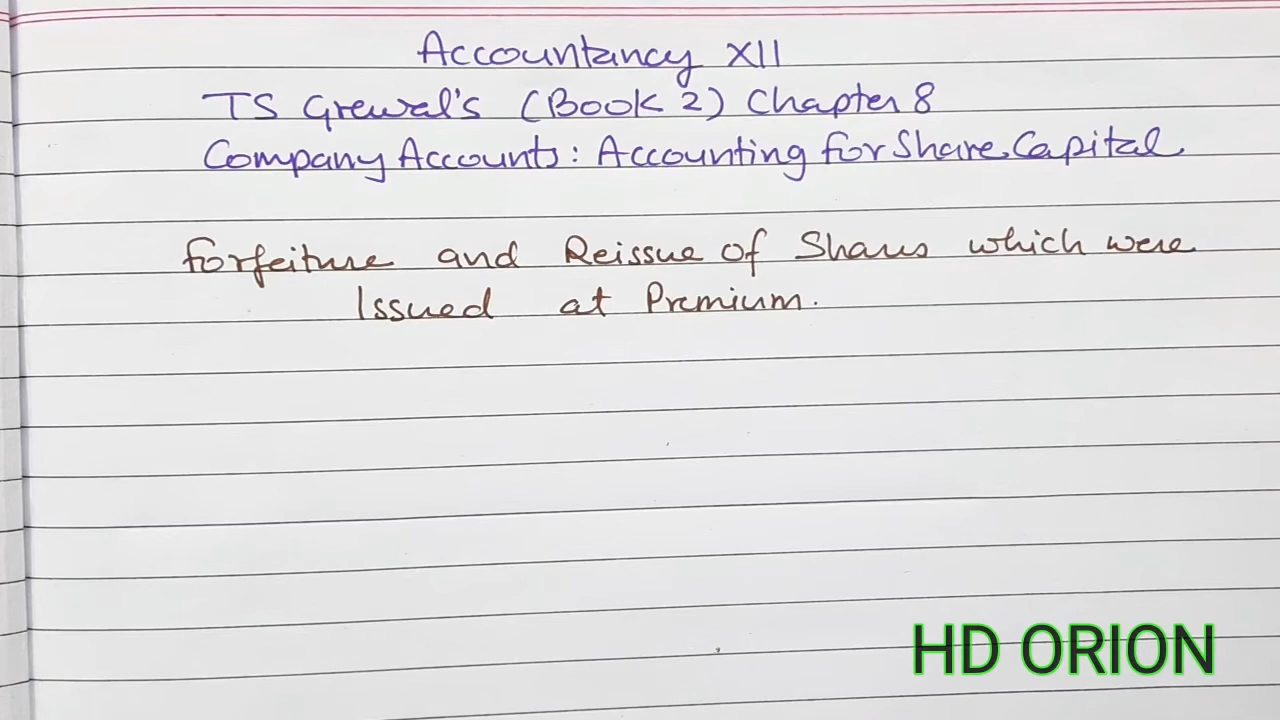 Accountancy XII
TS Grewal's (Book 2) Chapter 8
Company Accounts: Accounting for Share Capital
Forfeiture and Reissue of Shares which were
Issued at Premium.
HD ORION